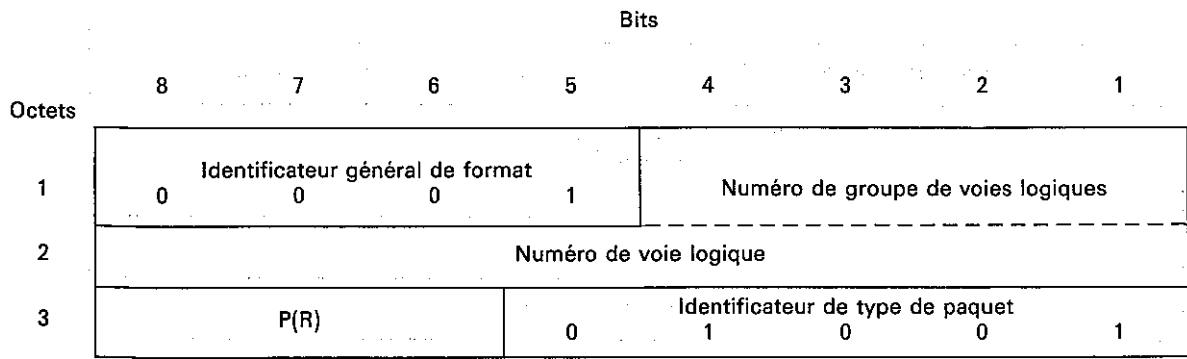 Bits
8 7 6 5 4 3 2 1
Octets
1 Identificateur général de format Numéro de groupe de voies logiques
0 0 0 1
2 Numéro de voie logique
3 P(R) Identificateur de type de paquet
0 1 0 0 1